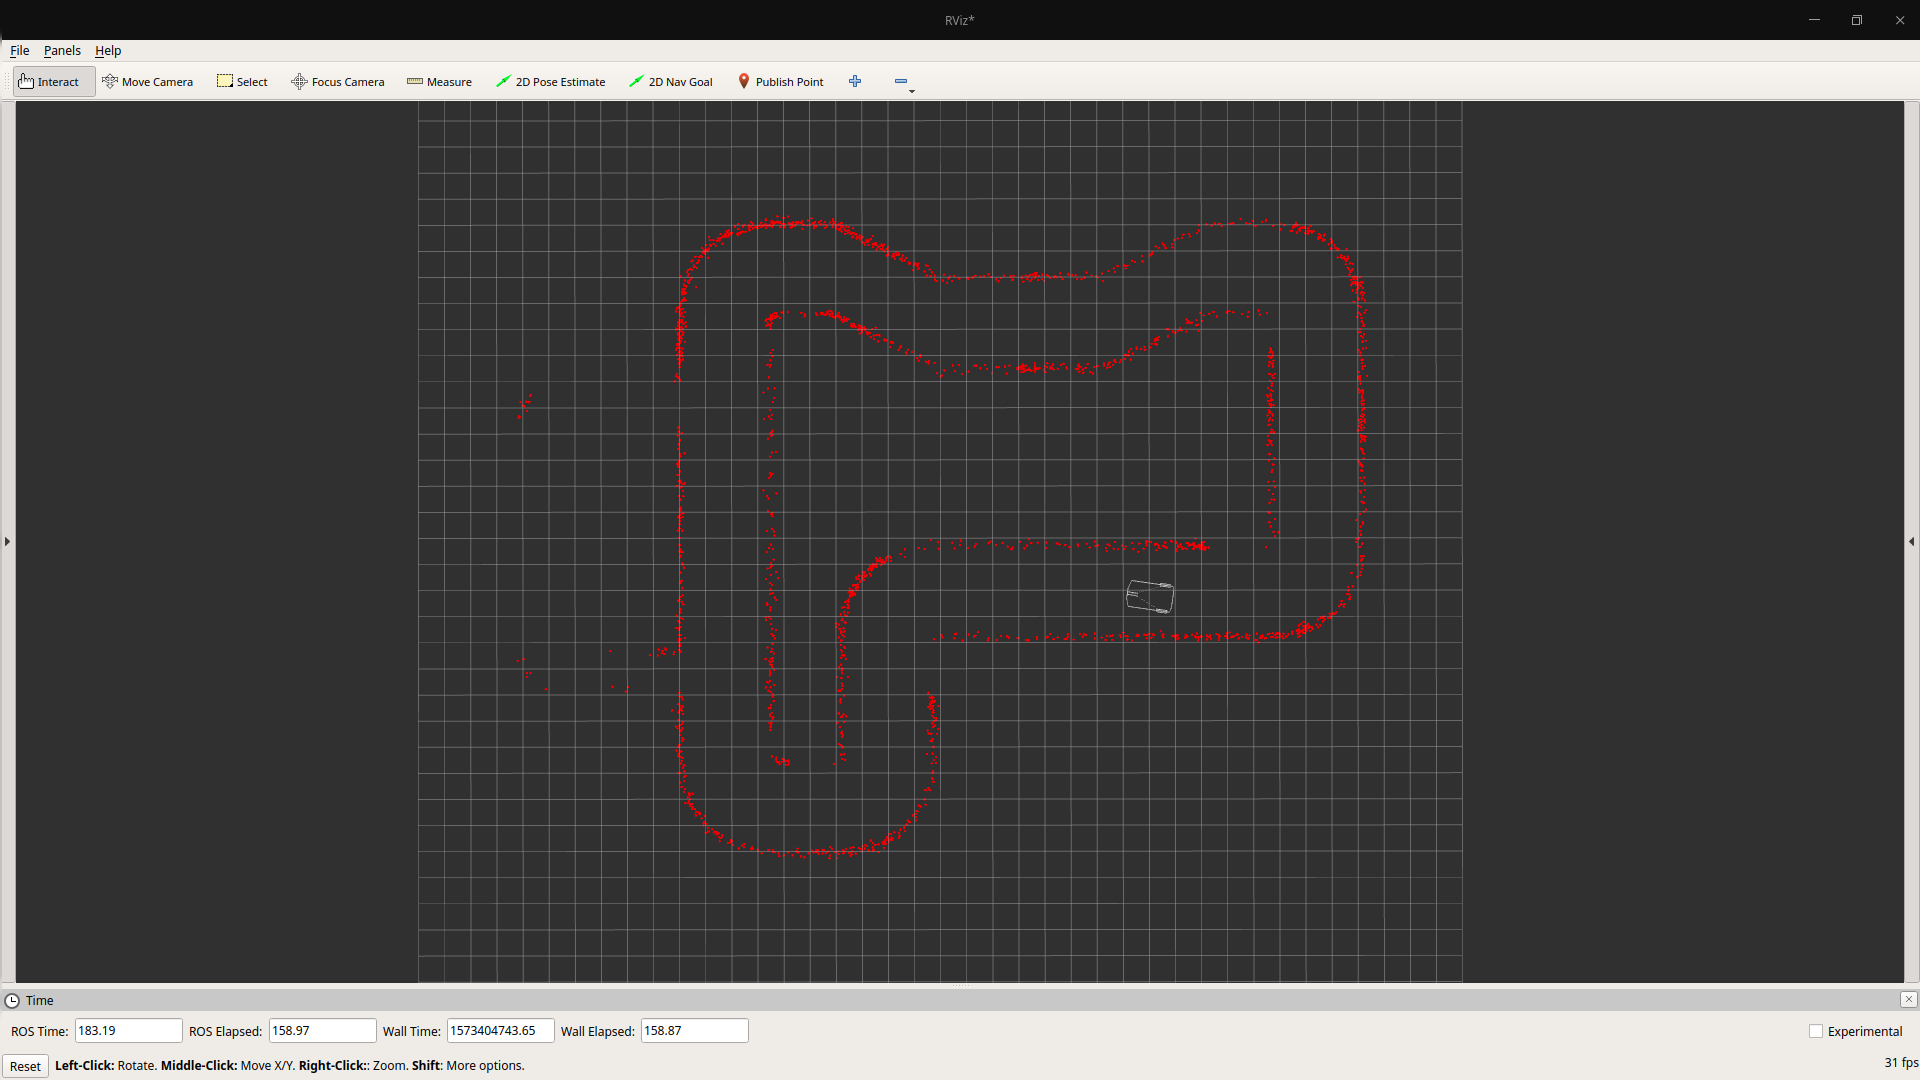 RViz*
File Panels Help
Interact Move Camera Select Focus Camera Measure 2D Pose Estimate 2D Nav Goal Publish Point
Time
ROS Time: 183.19 ROS Elapsed: 158.97 Wall Time: 1573404743.65 Wall Elapsed: 158.87 Experimental
Reset Left-Click: Rotate. Middle-Click: Move X/Y. Right-Click:: Zoom. Shift: More options. 31 fps